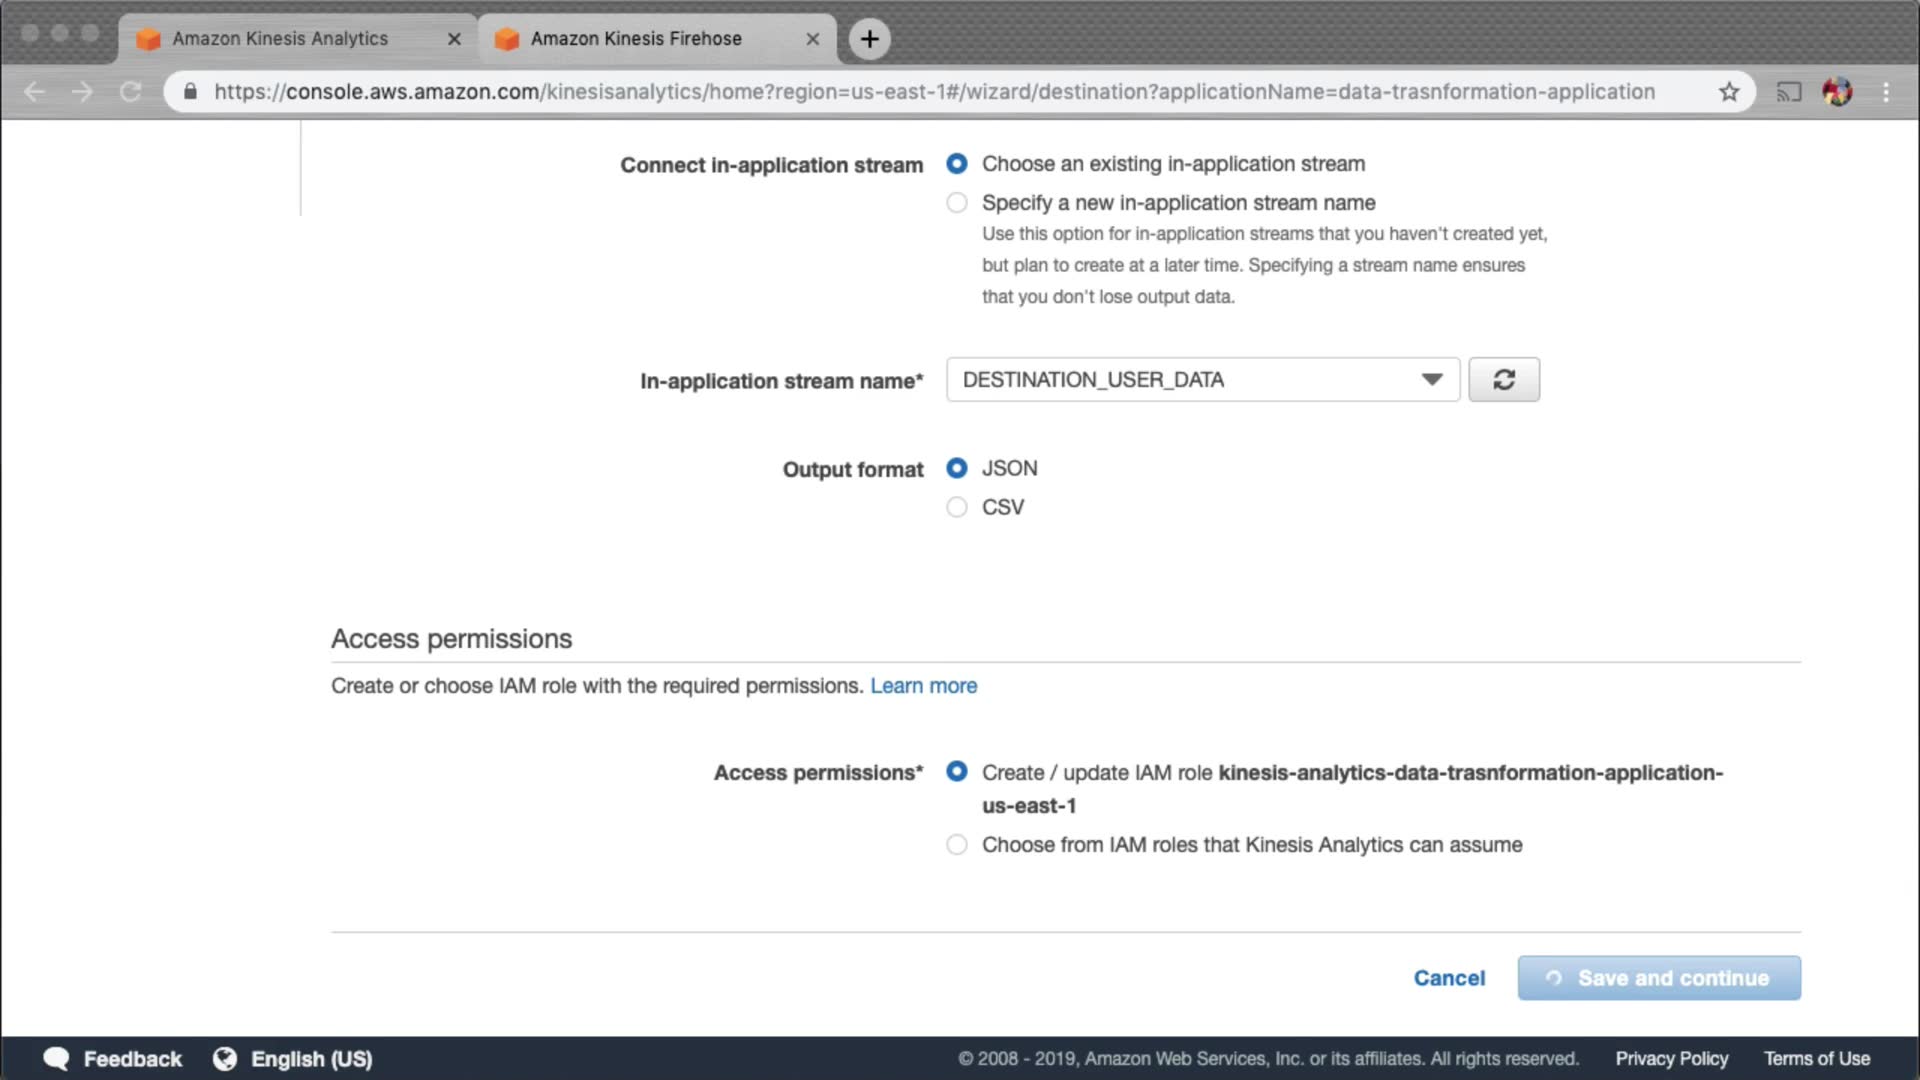 Amazon Kinesis Analytics
Amazon Kinesis Firehose
https://console.aws.amazon.com/kinesisanalytics/home?region=us-east-1#/wizard/destination?applicationName=data-trasnformation-application
Connect in-application stream
Choose an existing in-application stream
Specify a new in-application stream name
Use this option for in-application streams that you haven't created yet,
but plan to create at a later time. Specifying a stream name ensures
that you don't lose output data.
In-application stream name*
DESTINATION_USER_DATA
Output format
JSON
CSV
Access permissions
Create or choose IAM role with the required permissions. Learn more
Access permissions*
Create / update IAM role kinesis-analytics-data-trasnformation-application-
us-east-1
Choose from IAM roles that Kinesis Analytics can assume
Cancel
Save and continue
Feedback
English (US)
© 2008 - 2019, Amazon Web Services, Inc. or its affiliates. All rights reserved.
Privacy Policy
Terms of Use